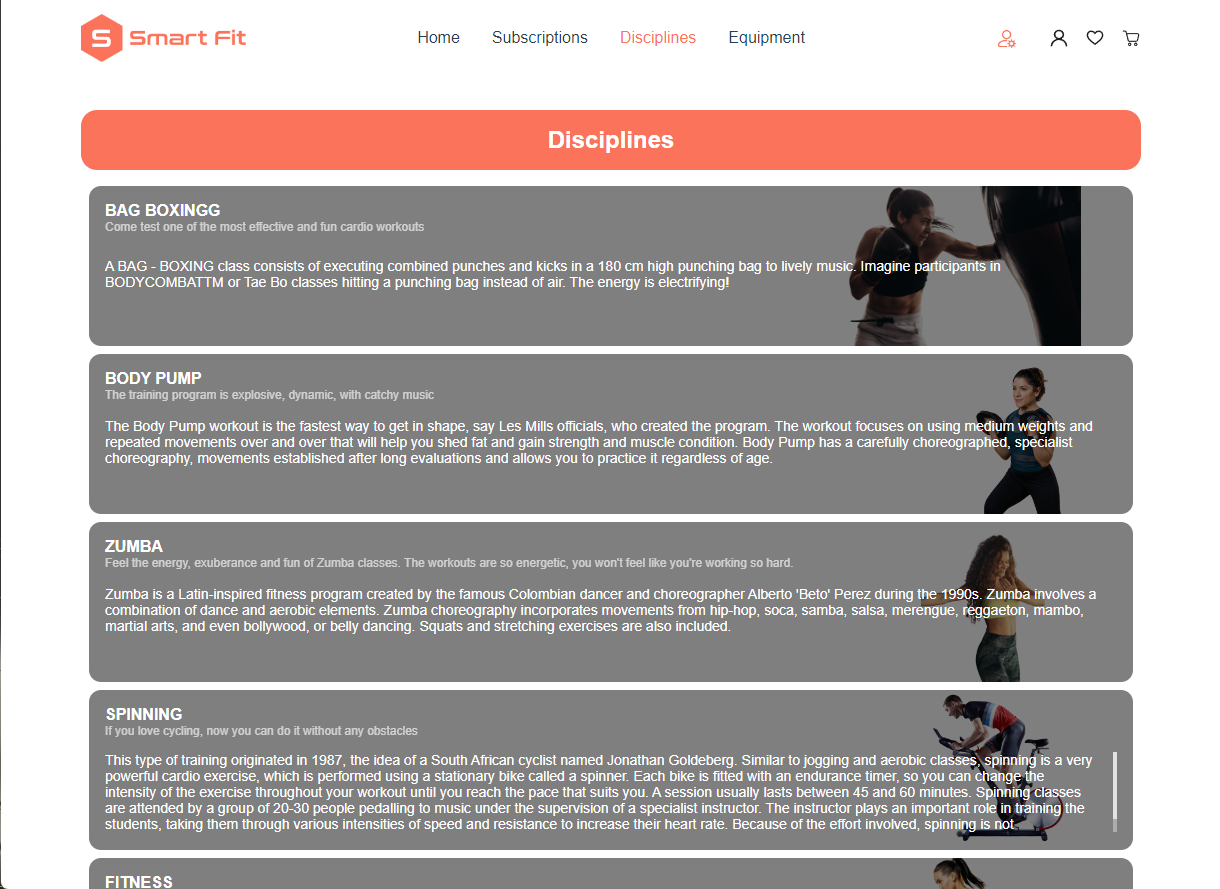 S Smart Fit
Home Subscriptions Disciplines Equipment
Disciplines
BAG BOXINGG
Come test one of the most effective and fun cardio workouts
A BAG - BOXING class consists of executing combined punches and kicks in a 180 cm high punching bag to lively music. Imagine participants in
BODYCOMBATTM or Tae Bo classes hitting a punching bag instead of air. The energy is electrifying!
BODY PUMP
The training program is explosive, dynamic, with catchy music
The Body Pump workout is the fastest way to get in shape, say Les Mills officials, who created the program. The workout focuses on using medium weights and
repeated movements over and over that will help you shed fat and gain strength and muscle condition. Body Pump has a carefully choreographed, specialist
choreography, movements established after long evaluations and allows you to practice it regardless of age.
ZUMBA
Feel the energy, exuberance and fun of Zumba classes. The workouts are so energetic, you won't feel like you're working so hard.
Zumba is a Latin-inspired fitness program created by the famous Colombian dancer and choreographer Alberto 'Beto' Perez during the 1990s. Zumba involves a
combination of dance and aerobic elements. Zumba choreography incorporates movements from hip-hop, soca, samba, salsa, merengue, reggaeton, mambo,
martial arts, and even bollywood, or belly dancing. Squats and stretching exercises are also included.
SPINNING
If you love cycling, now you can do it without any obstacles
This type of training originated in 1987, the idea of a South African cyclist named Jonathan Goldeberg. Similar to jogging and aerobic classes, spinning is a very
powerful cardio exercise, which is performed using a stationary bike called a spinner. Each bike is fitted with an endurance timer, so you can change the
intensity of the exercise throughout your workout until you reach the pace that suits you. A session usually lasts between 45 and 60 minutes. Spinning classes
are attended by a group of 20-30 people pedalling to music under the supervision of a specialist instructor. The instructor plays an important role in training the
students, taking them through various intensities of speed and resistance to increase their heart rate. Because of the effort involved, spinning is not
FITNESS